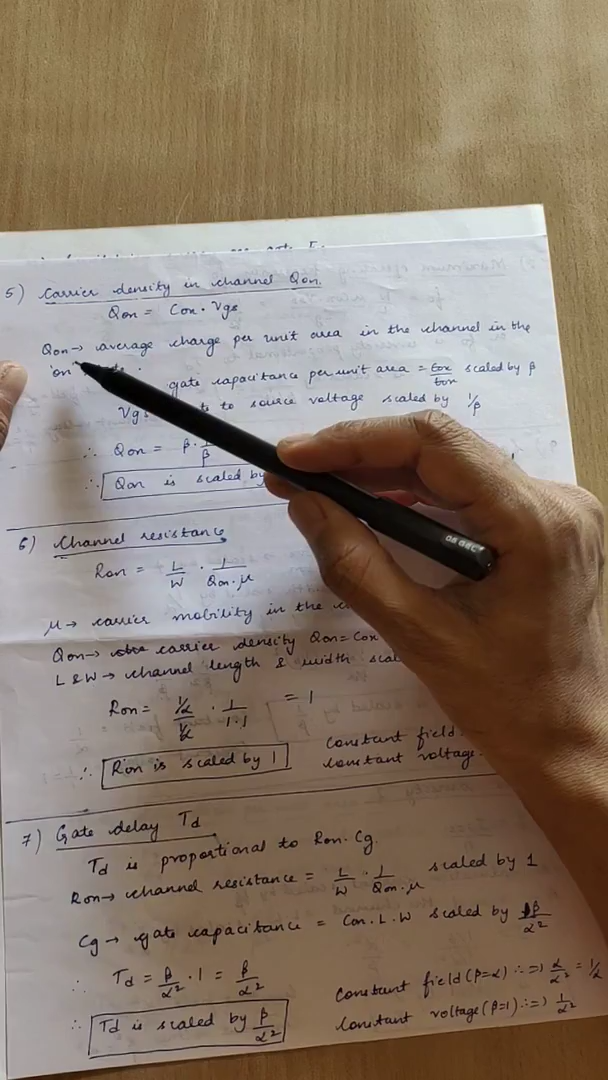 5) Carrier density in channel Qon.
Qon = Cox . Vgs
Qon → average charge per unit area in the channel in the
'on'
gate capacitance per unit area = Eox/tox scaled by β
Vgs to source voltage scaled by 1/β
∴ Qon = β . 1/β
∴ Qon is scaled by
6) Channel resistance
Ron = L/W . 1/Qon.μ
μ → carrier mobility in the
Qon → carrier density Qon = Cox
L & W → channel length & width
Ron = 1/α / 1/α . 1/1.1 = 1
∴ Ron is scaled by 1
Constant field.
Constant voltage.
7) Gate delay Td
Td is proportional to Ron.Cg.
Ron → channel resistance = L/W . 1/Qon.μ scaled by 1
Cg → gate capacitance = Cox.L.W scaled by β/α²
∴ Td = β/α² . 1 = β/α²
Constant field (β=α) ∴ ⇒ α/α² = 1/α
∴ Td is scaled by β/α²
Constant voltage (β=1) ∴ ⇒ 1/α²